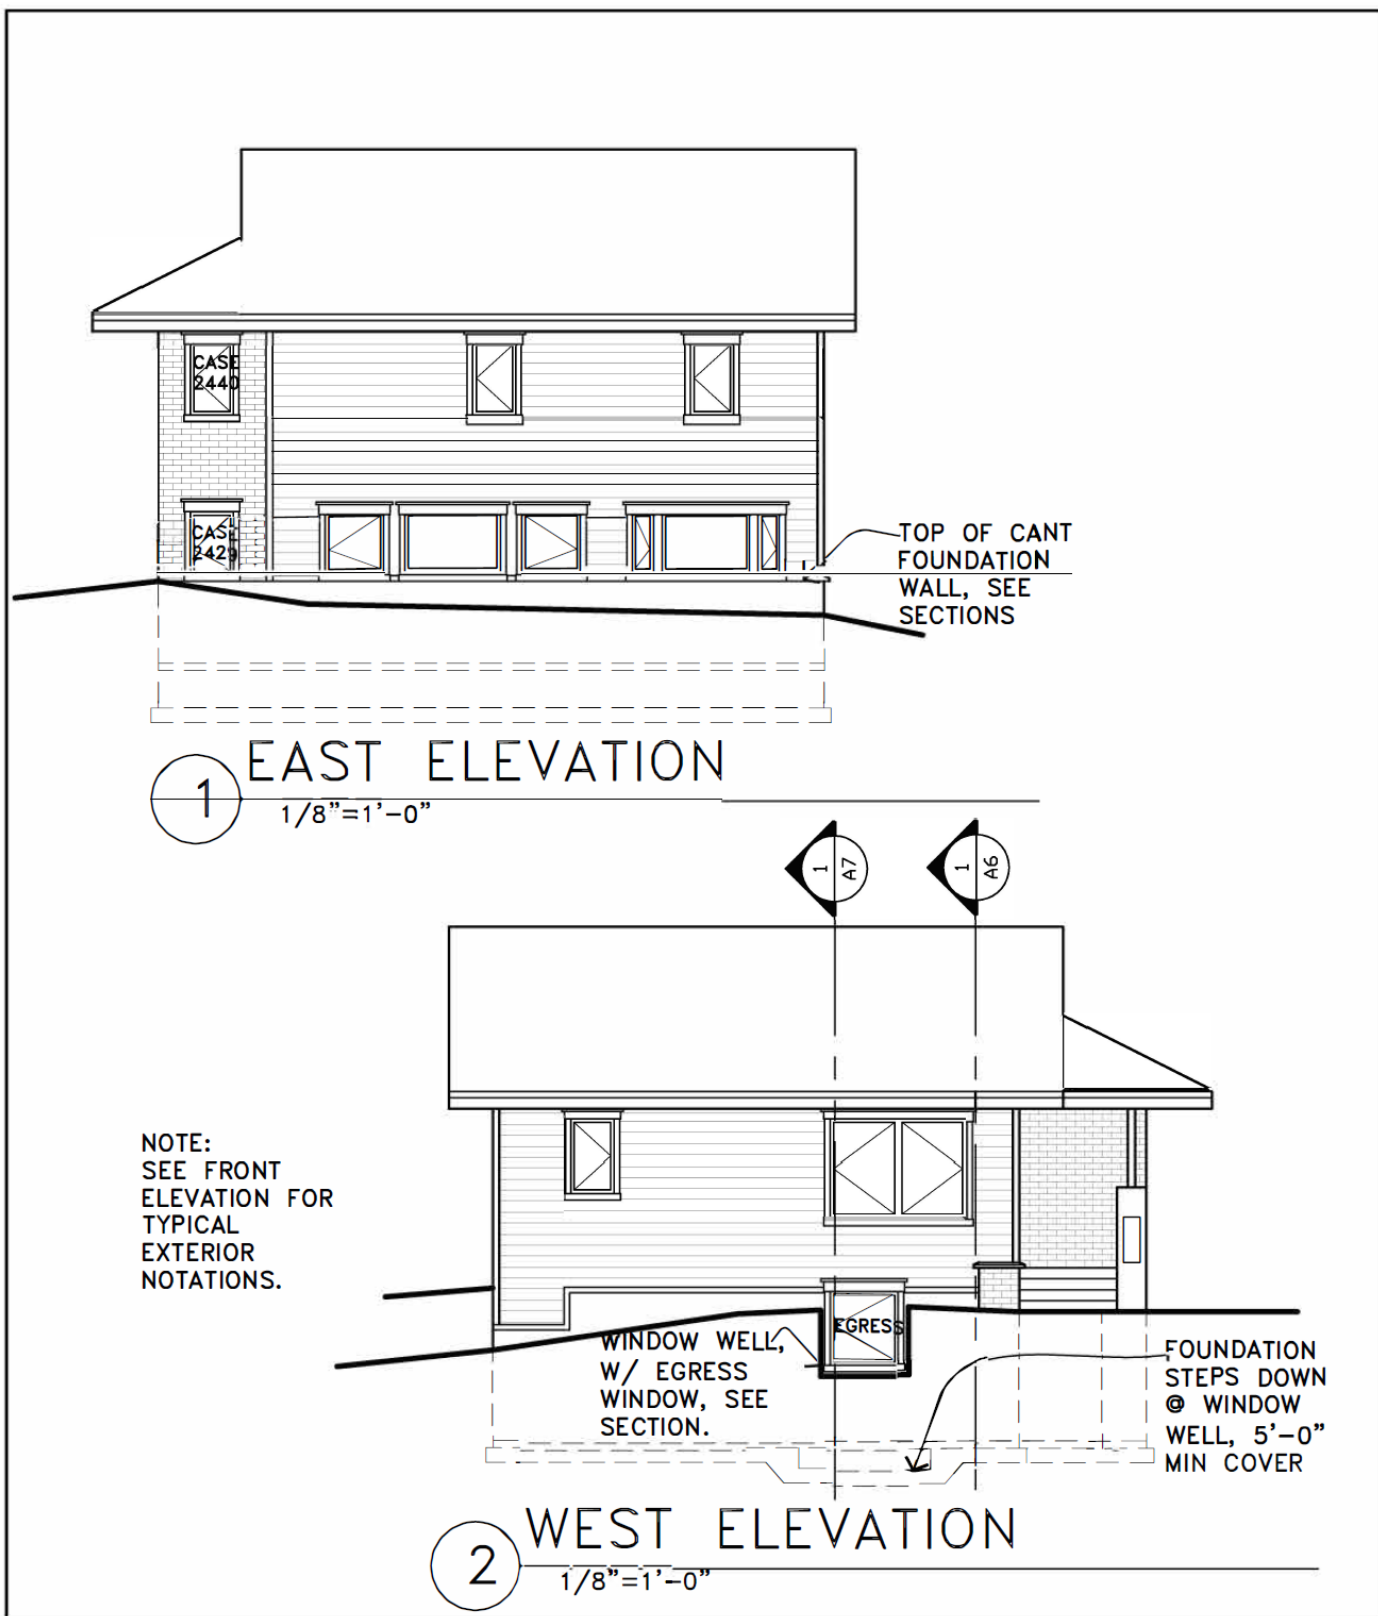 CASE
2440
CASE
2429
TOP OF CANT
FOUNDATION
WALL, SEE
SECTIONS
1
EAST ELEVATION
1/8"=1'-0"
1
A7
1
A6
NOTE:
SEE FRONT
ELEVATION FOR
TYPICAL
EXTERIOR
NOTATIONS.
EGRESS
WINDOW WELL,
W/ EGRESS
WINDOW, SEE
SECTION.
FOUNDATION
STEPS DOWN
@ WINDOW
WELL, 5'-0"
MIN COVER
2
WEST ELEVATION
1/8"=1'-0"